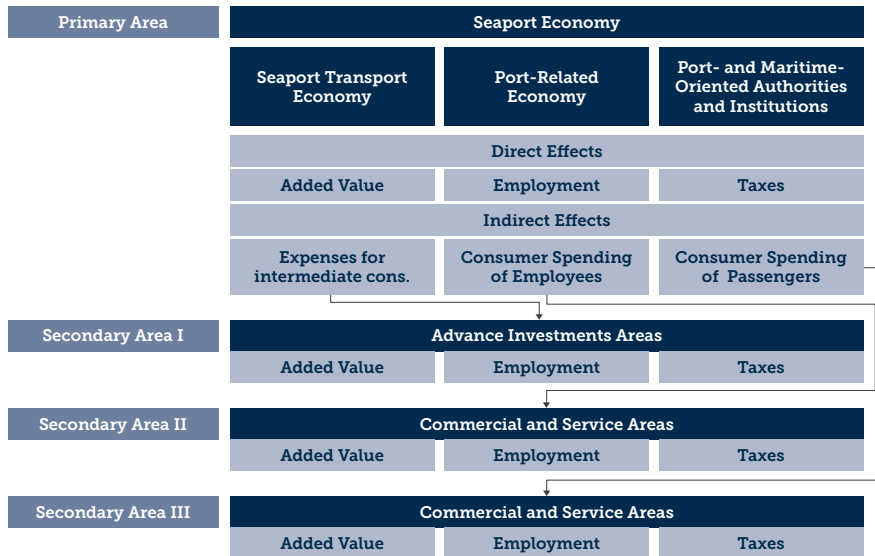 Primary Area
Seaport Economy
Seaport Transport
Economy
Port-Related
Economy
Port- and Maritime-
Oriented Authorities
and Institutions
Direct Effects
Added Value
Employment
Taxes
Indirect Effects
Expenses for
intermediate cons.
Consumer Spending
of Employees
Consumer Spending
of Passengers
Secondary Area I
Advance Investments Areas
Added Value
Employment
Taxes
Secondary Area II
Commercial and Service Areas
Added Value
Employment
Taxes
Secondary Area III
Commercial and Service Areas
Added Value
Employment
Taxes